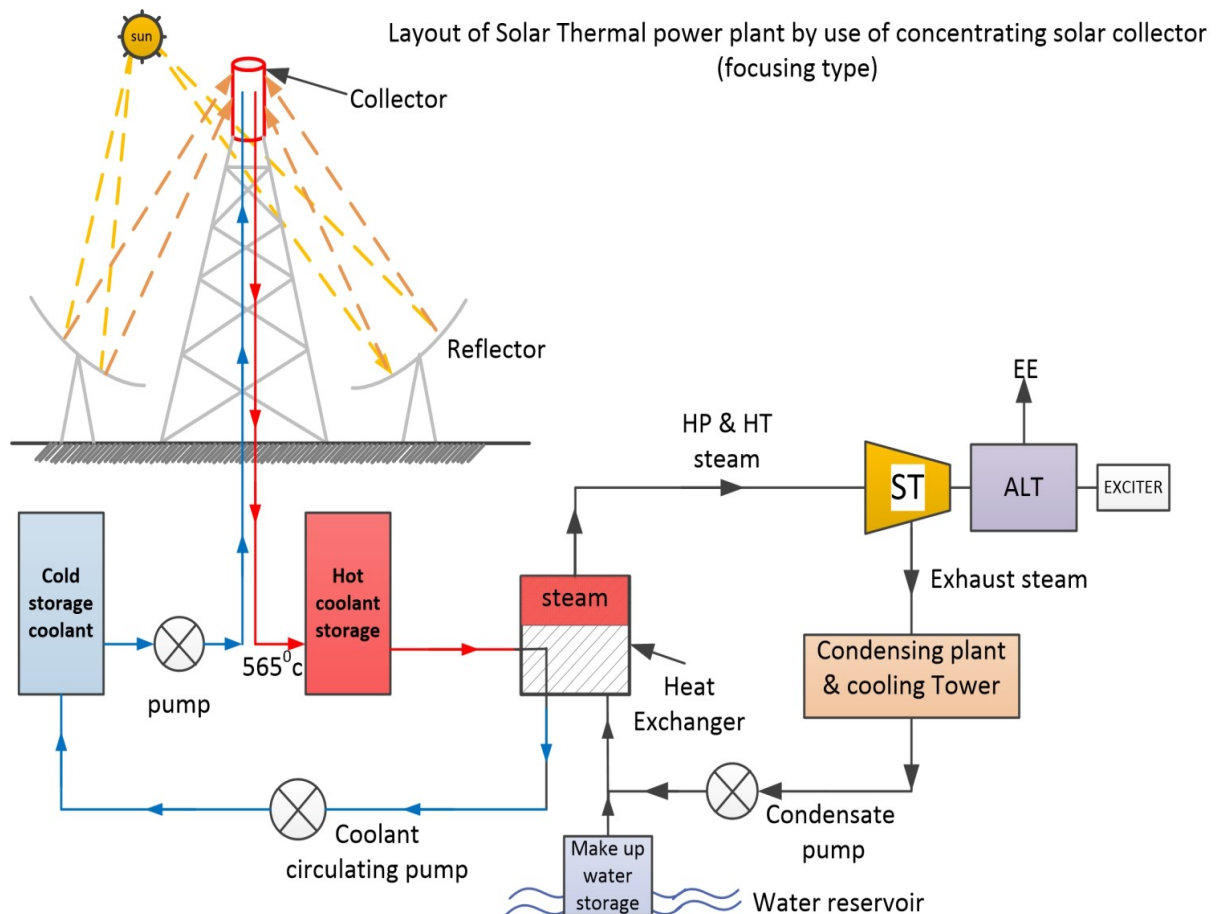 Layout of Solar Thermal power plant by use of concentrating solar collector
(focusing type)
sun
Collector
Reflector
EE
HP & HT
steam
ST
ALT
EXCITER
Cold
storage
coolant
Hot
coolant
storage
steam
Exhaust steam
565⁰c
pump
Heat
Exchanger
Condensing plant
& cooling Tower
Coolant
circulating pump
Condensate
pump
Make up
water
storage
Water reservoir